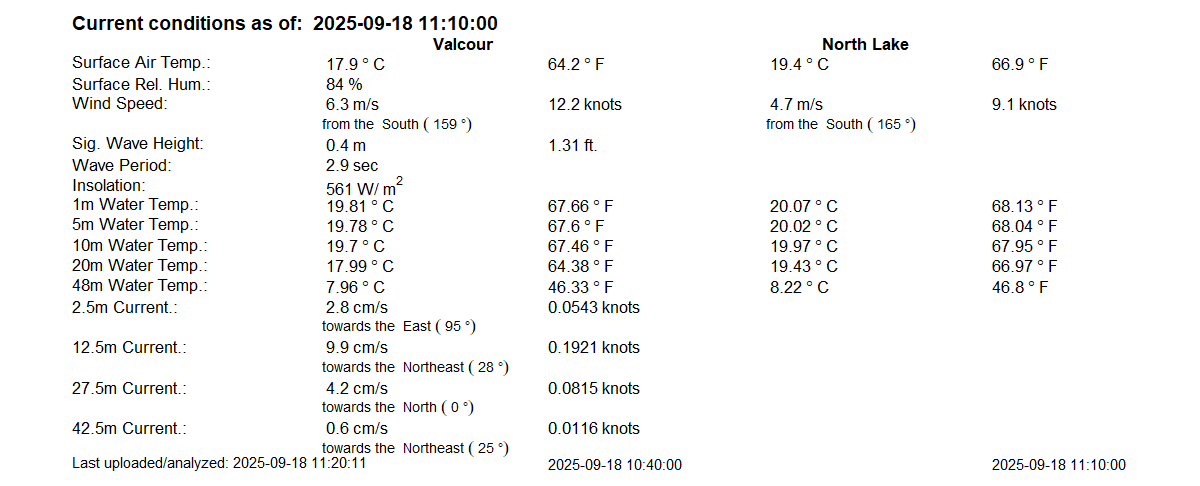 Current conditions as of: 2025-09-18 11:10:00
Valcour North Lake
Surface Air Temp.: 17.9 ° C 64.2 ° F 19.4 ° C 66.9 ° F
Surface Rel. Hum.: 84 %
Wind Speed: 6.3 m/s 12.2 knots 4.7 m/s 9.1 knots
from the South ( 159 °) from the South ( 165 °)
Sig. Wave Height: 0.4 m 1.31 ft.
Wave Period: 2.9 sec
Insolation: 561 W/ m2
1m Water Temp.: 19.81 ° C 67.66 ° F 20.07 ° C 68.13 ° F
5m Water Temp.: 19.78 ° C 67.6 ° F 20.02 ° C 68.04 ° F
10m Water Temp.: 19.7 ° C 67.46 ° F 19.97 ° C 67.95 ° F
20m Water Temp.: 17.99 ° C 64.38 ° F 19.43 ° C 66.97 ° F
48m Water Temp.: 7.96 ° C 46.33 ° F 8.22 ° C 46.8 ° F
2.5m Current.: 2.8 cm/s 0.0543 knots
towards the East ( 95 °)
12.5m Current.: 9.9 cm/s 0.1921 knots
towards the Northeast ( 28 °)
27.5m Current.: 4.2 cm/s 0.0815 knots
towards the North ( 0 °)
42.5m Current.: 0.6 cm/s 0.0116 knots
towards the Northeast ( 25 °)
Last uploaded/analyzed: 2025-09-18 11:20:11 2025-09-18 10:40:00 2025-09-18 11:10:00